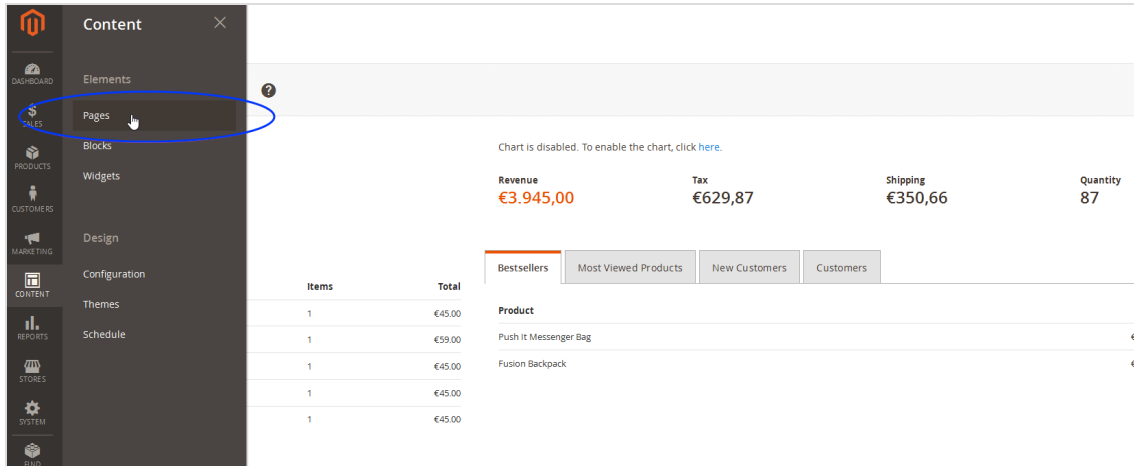 Content
DASHBOARD
Elements
SALES
Pages
Blocks
PRODUCTS
Widgets
CUSTOMERS
MARKETING
Design
CONTENT
Configuration
Themes
REPORTS
Schedule
STORES
SYSTEM
FIND
?
Chart is disabled. To enable the chart, click here.
Revenue Tax Shipping Quantity
€3.945,00 €629,87 €350,66 87
Bestsellers Most Viewed Products New Customers Customers
Items Total
1 €45.00
1 €59.00
1 €45.00
1 €45.00
1 €45.00
Product
Push It Messenger Bag €
Fusion Backpack €